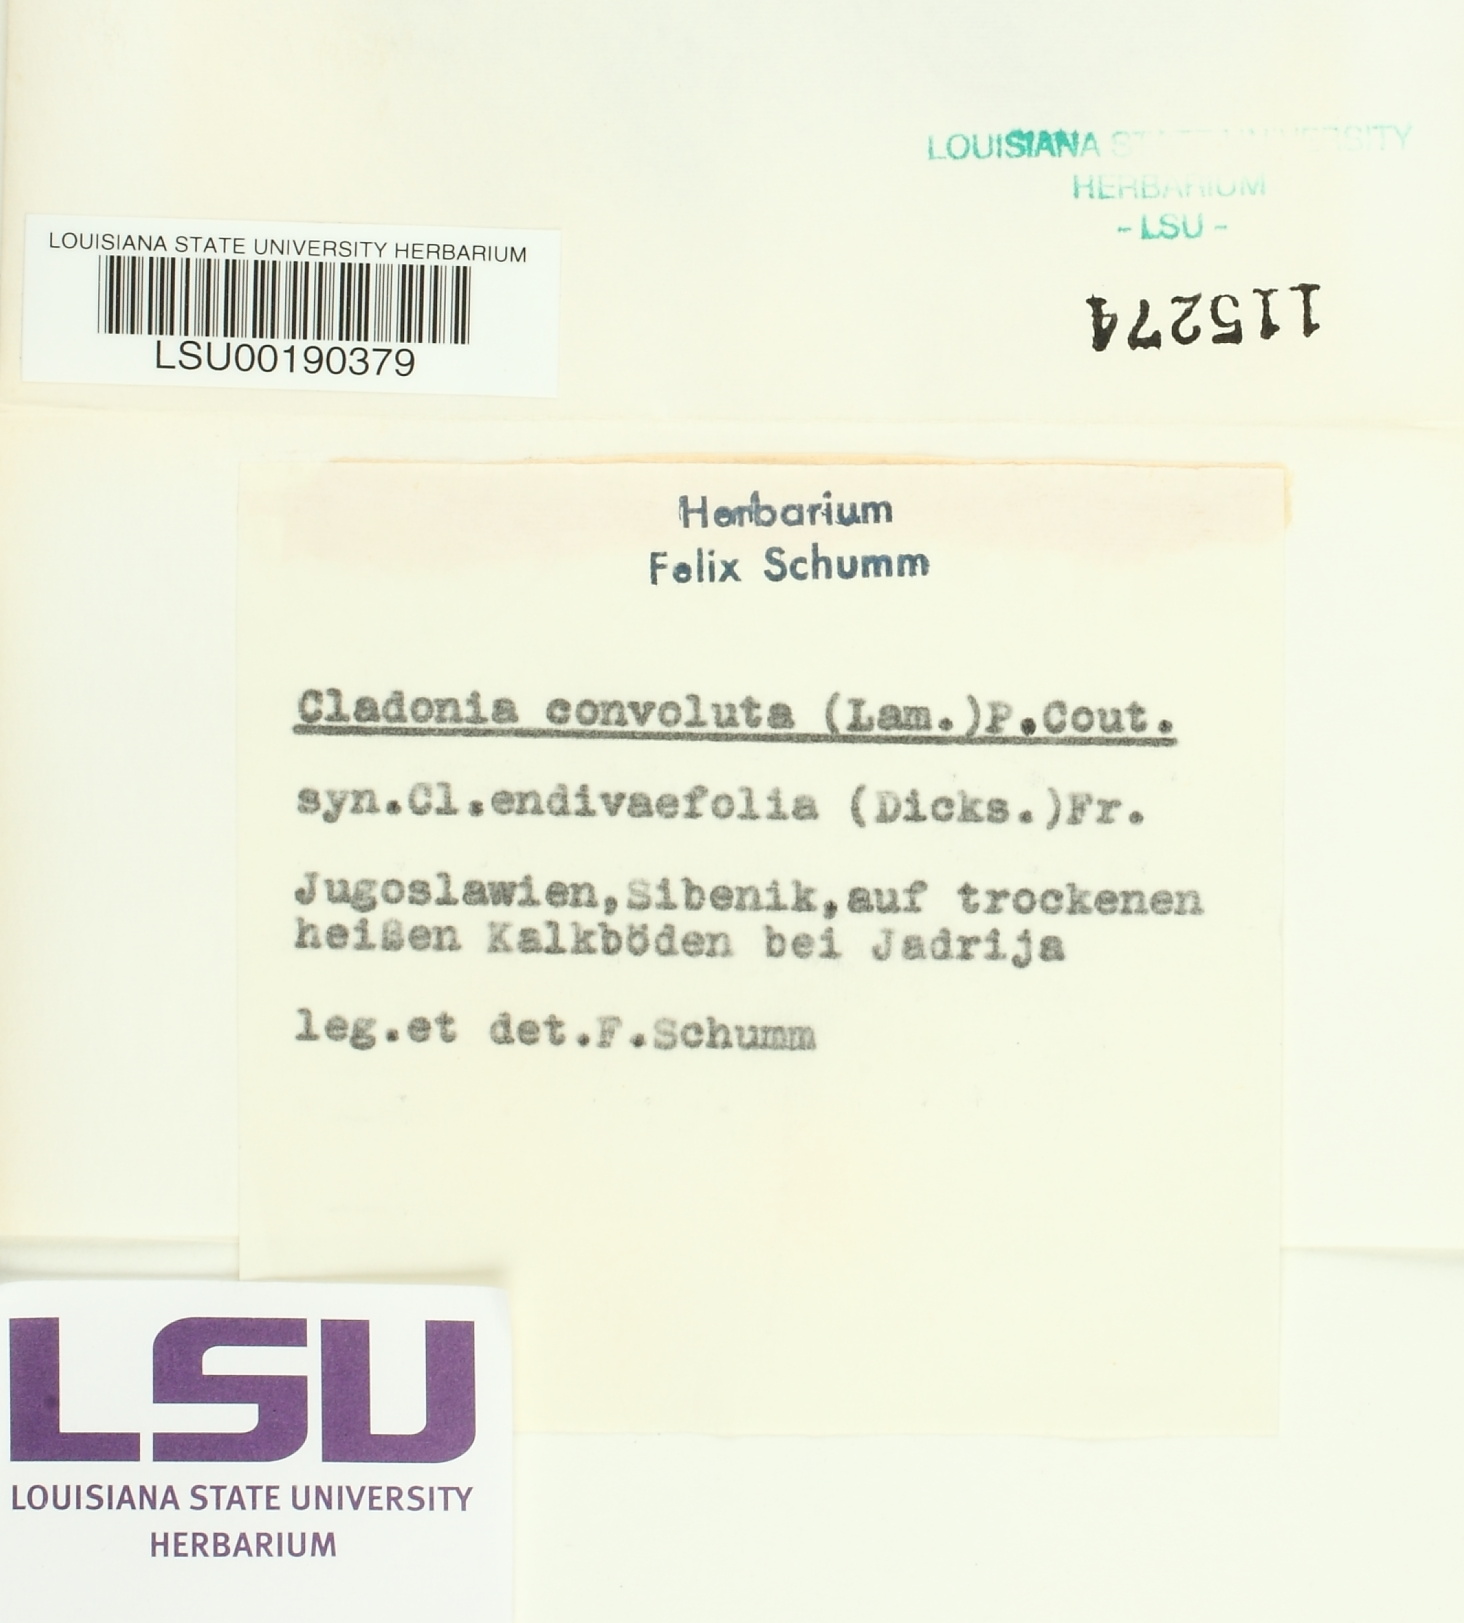 LOUISIANA STATE UNIVERSITY
HERBARIUM
- LSU -
LOUISIANA STATE UNIVERSITY HERBARIUM
LSU00190379
115274
Herbarium
Felix Schumm
Cladonia convoluta (Lam.)P.Cout.
syn.Cl.endivaefolia (Dicks.)Fr.
Jugoslawien,Sibenik,auf trockenen
heißen Kalkböden bei Jadrija
leg.et det.F.Schumm
LSU
LOUISIANA STATE UNIVERSITY
HERBARIUM